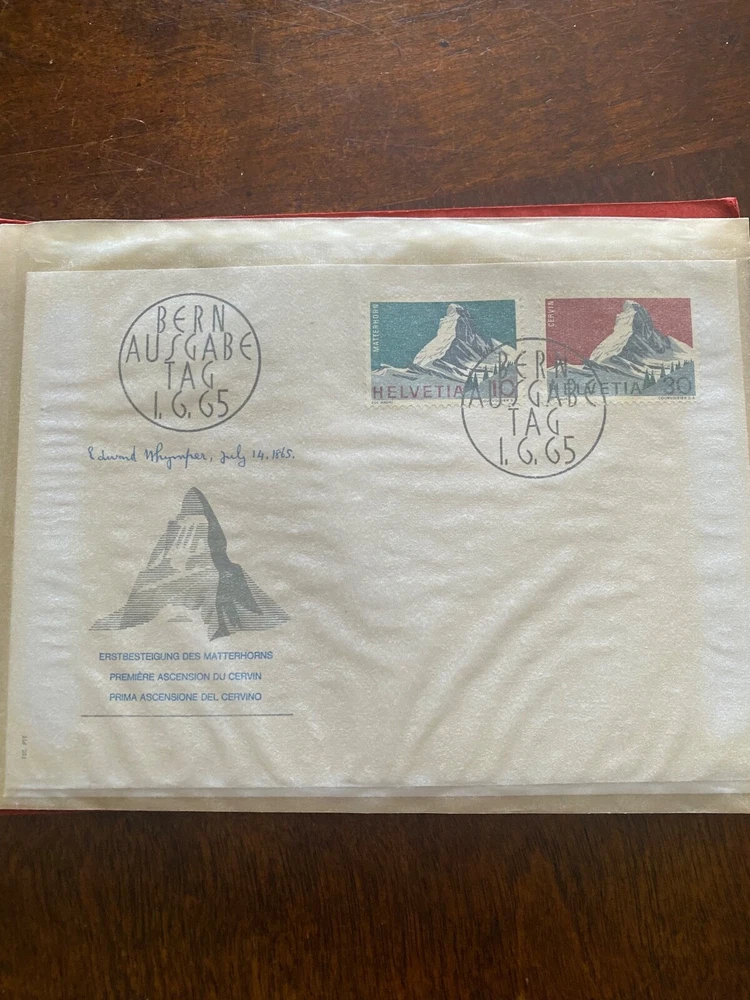 BERN
AUSGABE
TAG
1.6.65
MATTERHORN
HELVETIA 10
CERVIN
HELVETIA 30
BERN
AUSGABE
TAG
1.6.65
Edward Whymper, July 14. 1865.
ERSTBESTEIGUNG DES MATTERHORNS
PREMIÈRE ASCENSION DU CERVIN
PRIMA ASCENSIONE DEL CERVINO